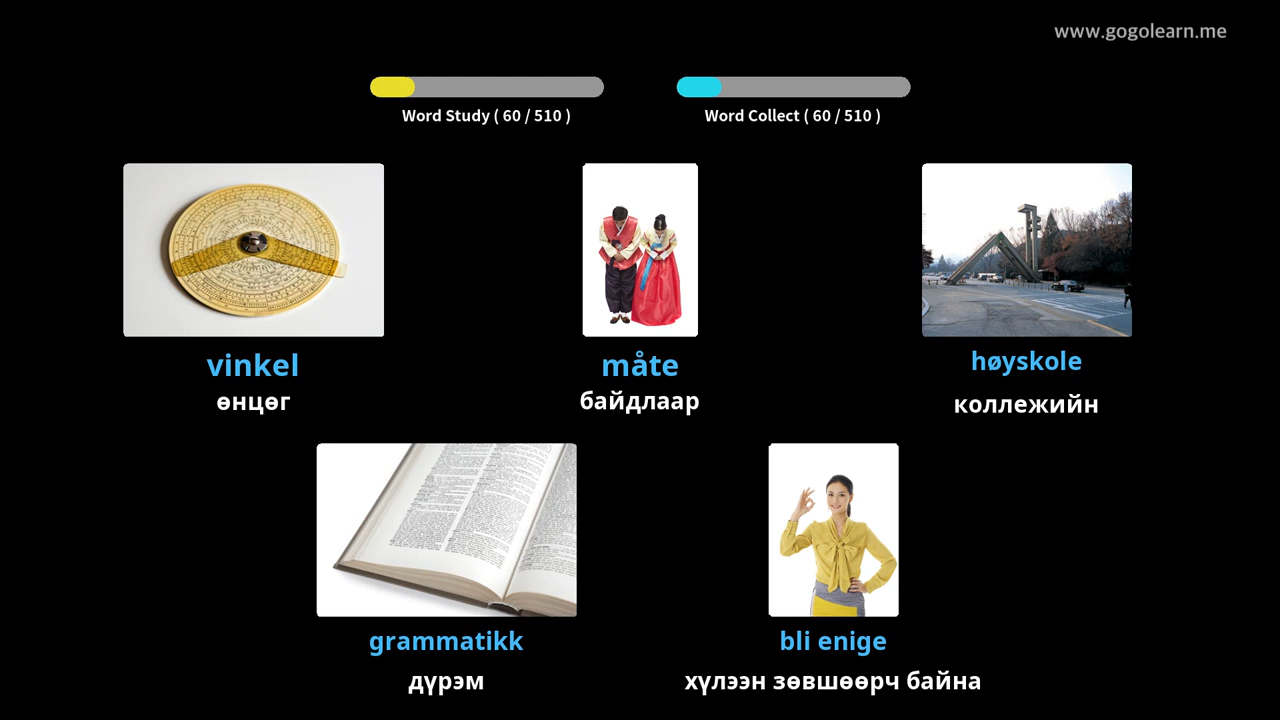 www.gogolearn.me
Word Study ( 60 / 510 )
Word Collect ( 60 / 510 )
vinkel
өнцөг
måte
байдлаар
høyskole
коллежийн
grammatikk
дүрэм
bli enige
хүлээн зөвшөөрч байна